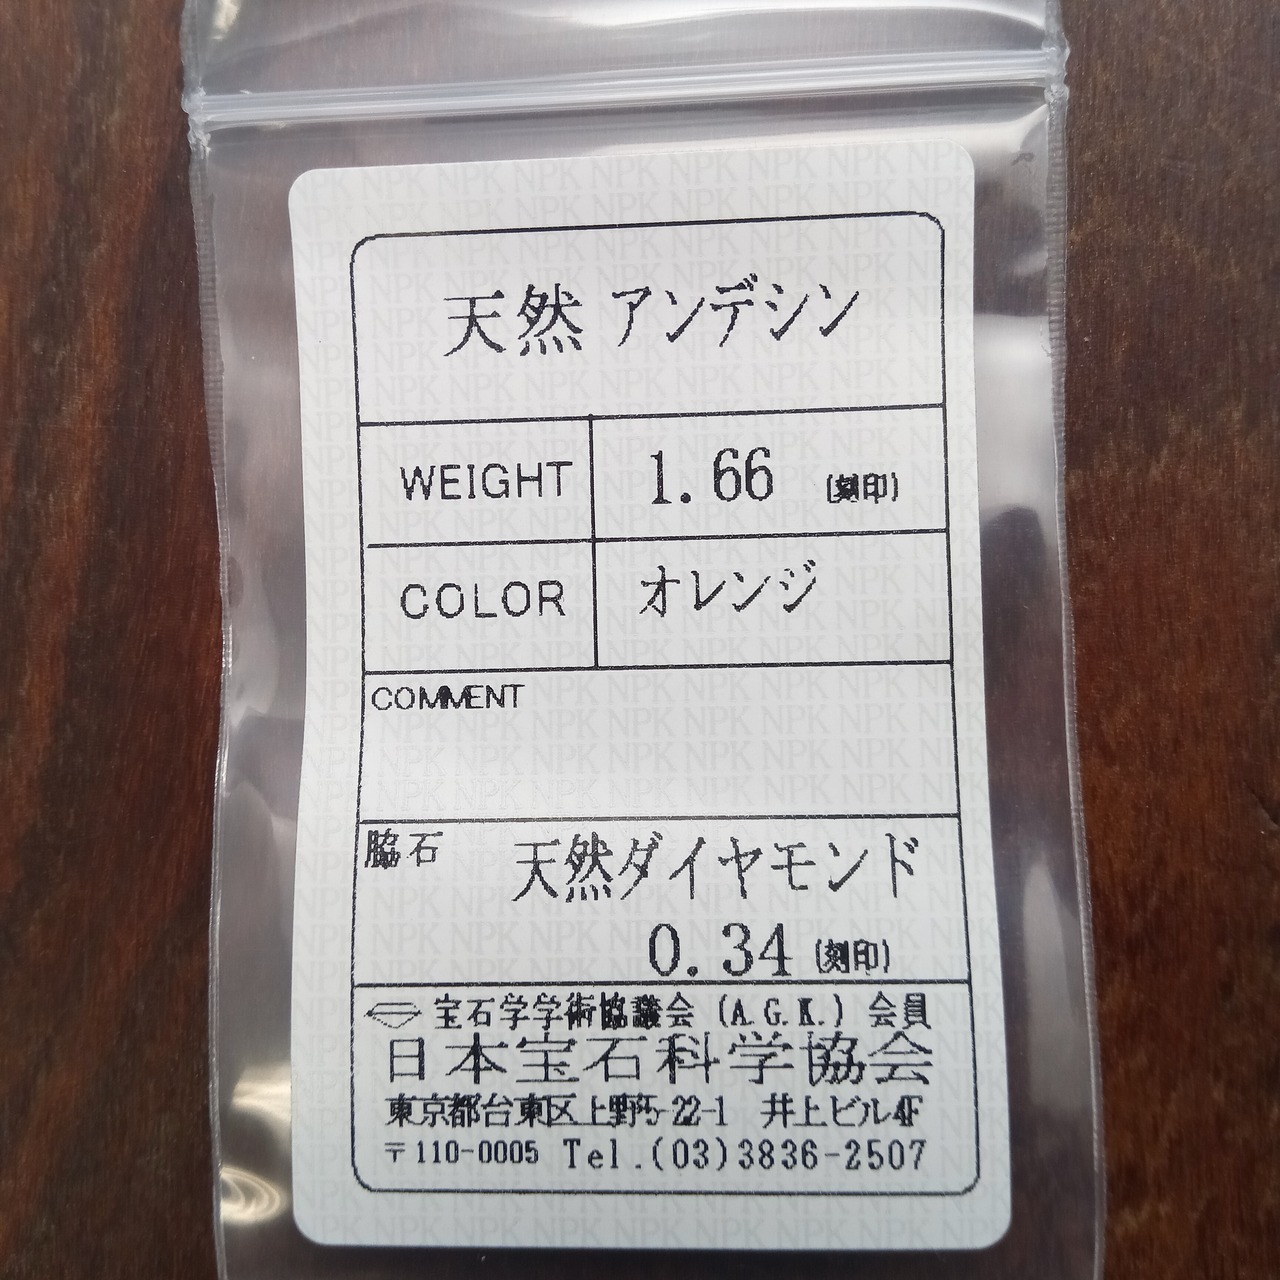 天然 アンデシン
WEIGHT 1.66 (刻印)
COLOR オレンジ
COMMENT
脇石 天然ダイヤモンド
0.34 (刻印)
宝石学学術協議会 (A.G.K.) 会員
日本宝石科学協会
東京都台東区上野5-22-1 井上ビル4F
〒110-0005 Tel.(03)3836-2507